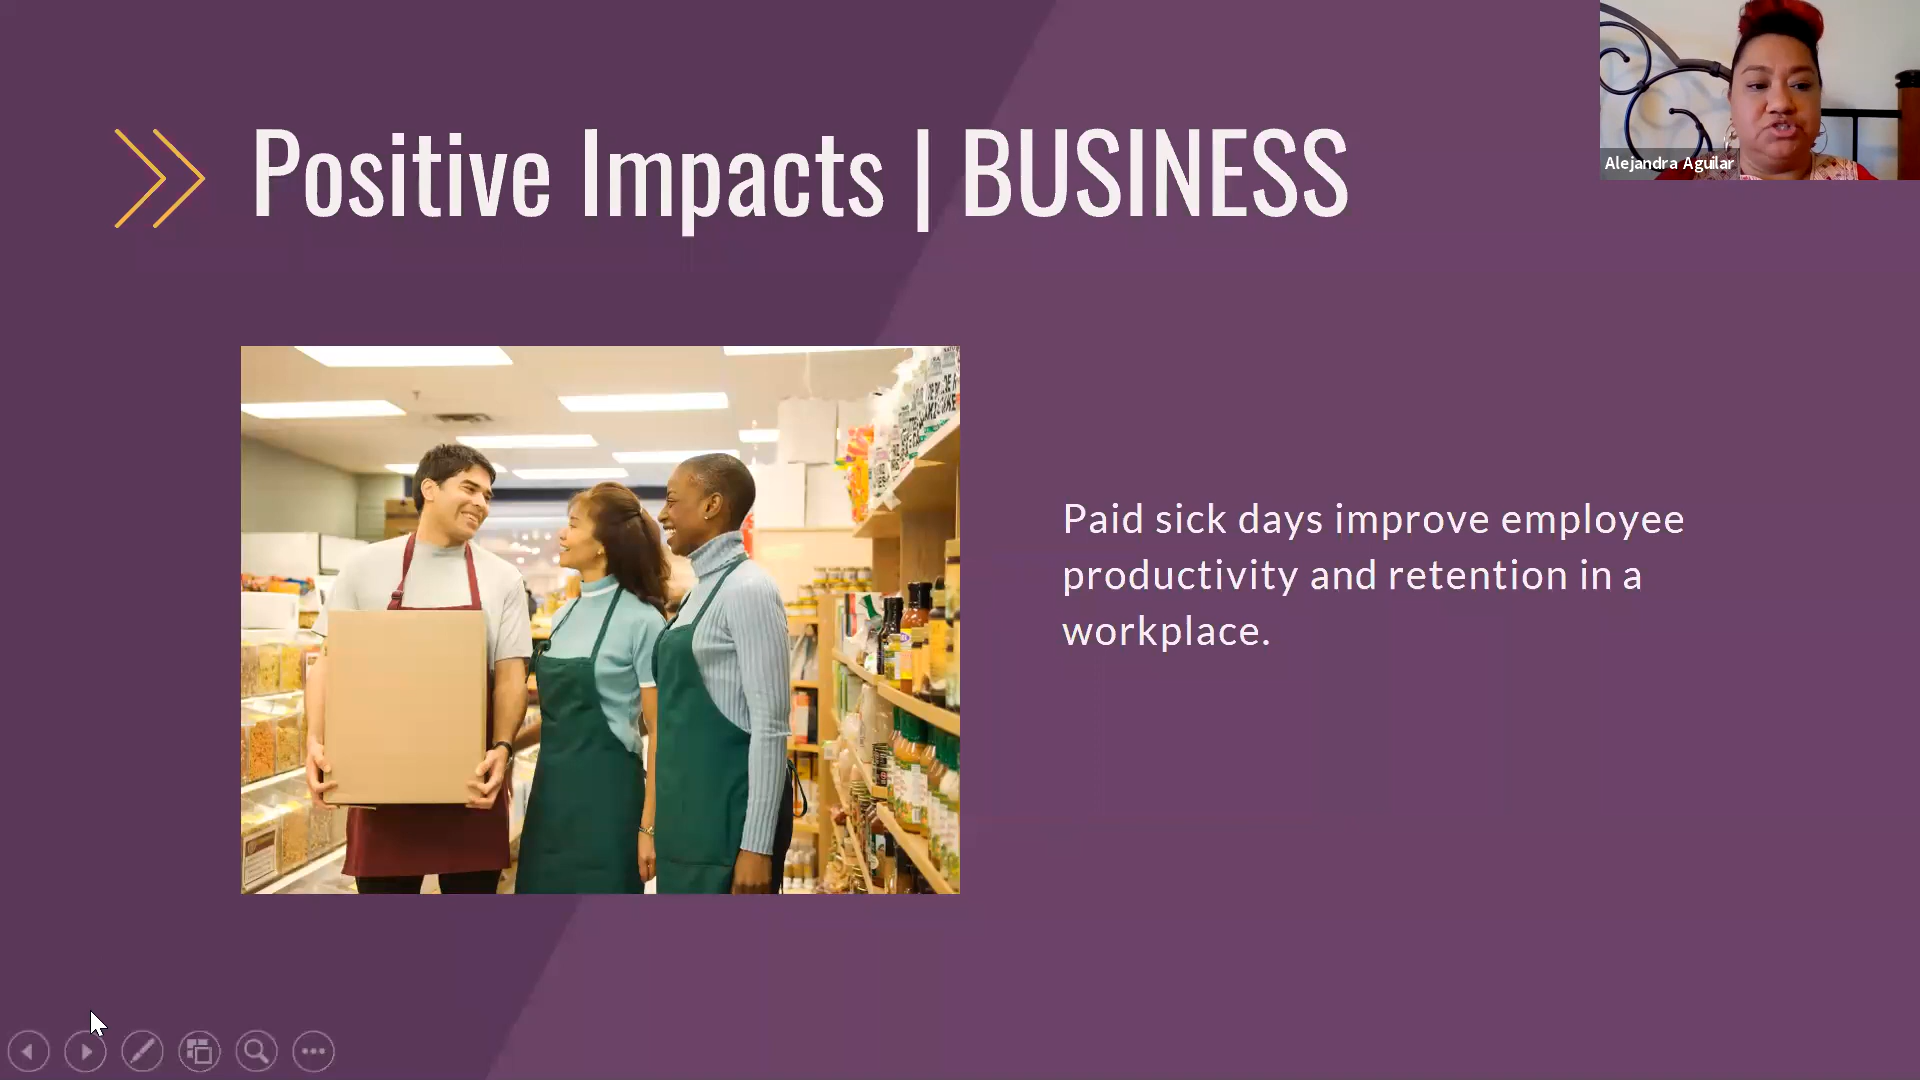 Positive Impacts | BUSINESS
Alejandra Aguilar
Paid sick days improve employee
productivity and retention in a
workplace.